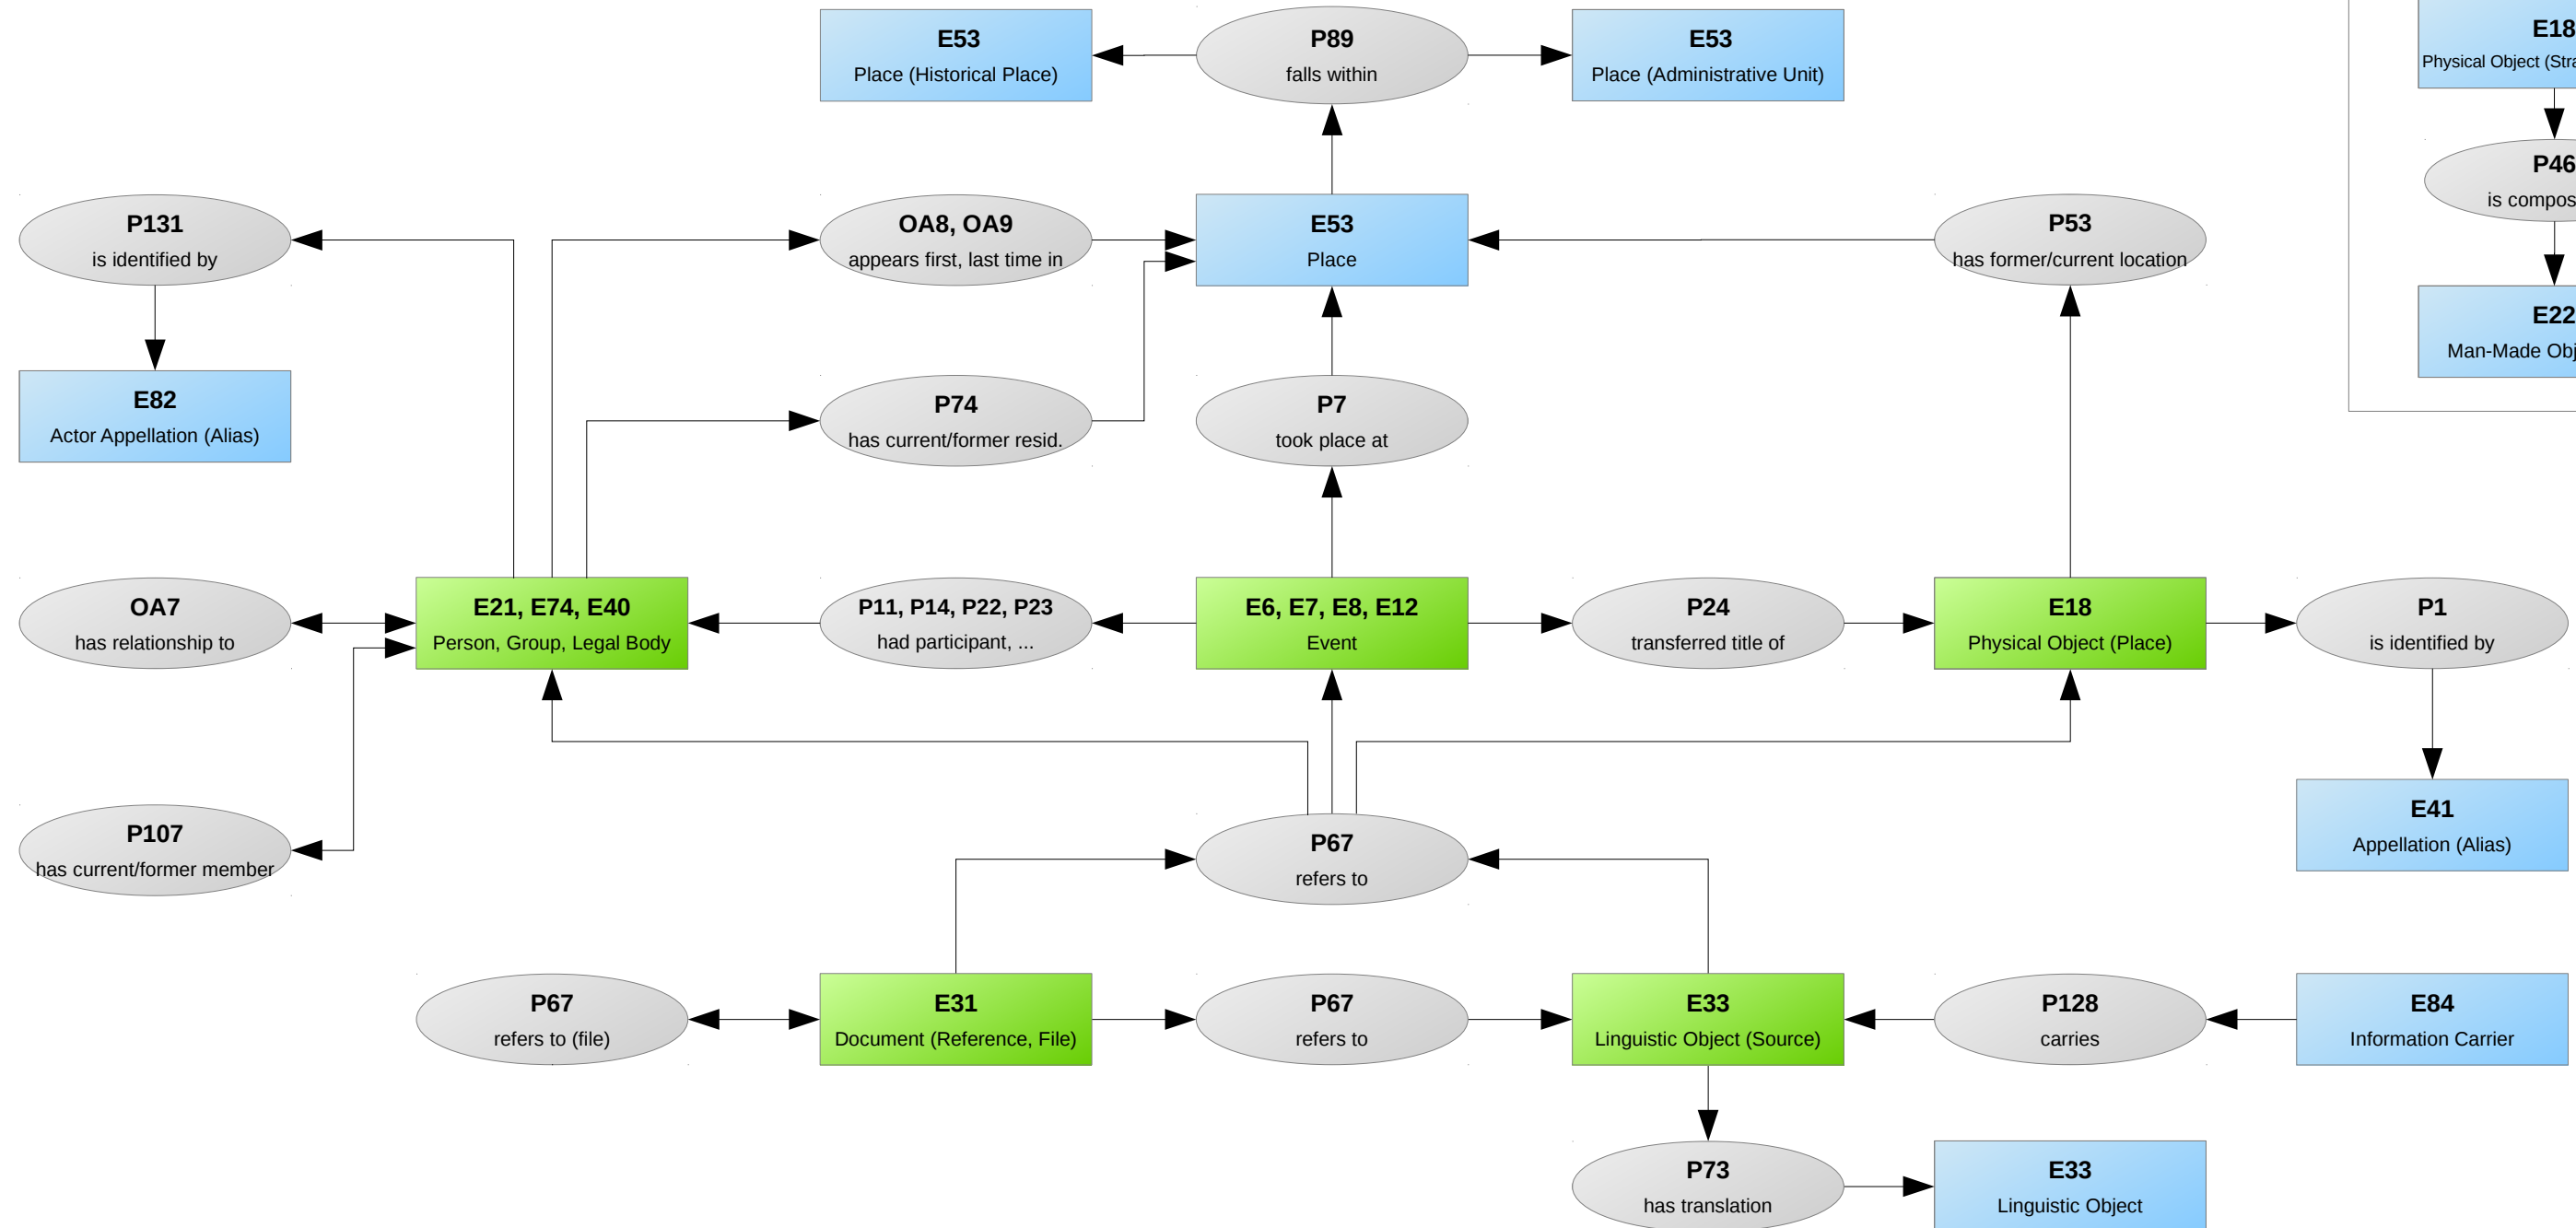 E53
Place (Historical Place)
P89
falls within
E53
Place (Administrative Unit)
E18
Physical Object
P46
is
E22
Man-Made
P131
is identified by
OA8, OA9
appears first, last time in
E53
Place
P53
has former/current location
E82
Actor Appellation (Alias)
P74
has current/former resid.
P7
took place at
OA7
has relationship to
E21, E74, E40
Person, Group, Legal Body
P11, P14, P22, P23
had participant, ...
E6, E7, E8, E12
Event
P24
transferred title of
E18
Physical Object (Place)
P1
is identified by
P107
has current/former member
P67
refers to
E41
Appellation (Alias)
P67
refers to (file)
E31
Document (Reference, File)
P67
refers to
E33
Linguistic Object (Source)
P128
carries
E84
Information Carrier
P73
has translation
E33
Linguistic Object